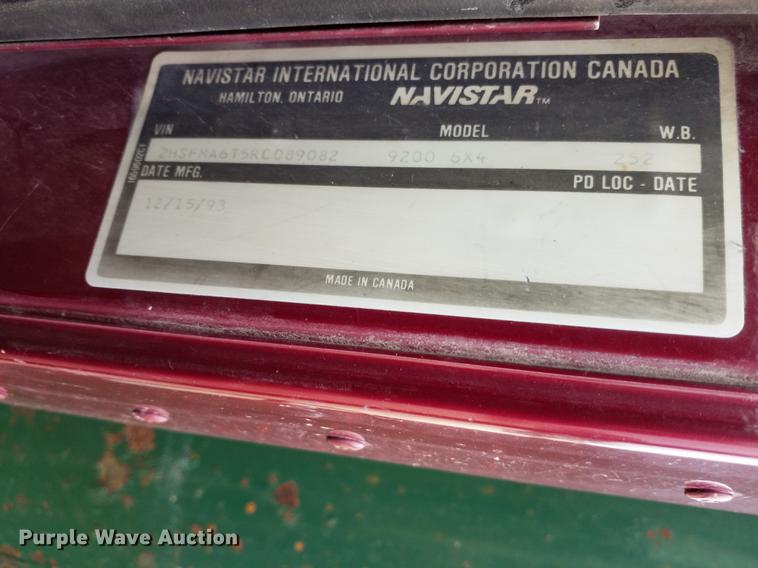 NAVISTAR INTERNATIONAL CORPORATION CANADA
HAMILTON, ONTARIO NAVISTAR™
VIN MODEL W.B.
2HSFMA6T5RC089082 9200 6X4 252
DATE MFG. PD LOC - DATE
12/15/93
MADE IN CANADA
Purple Wave Auction